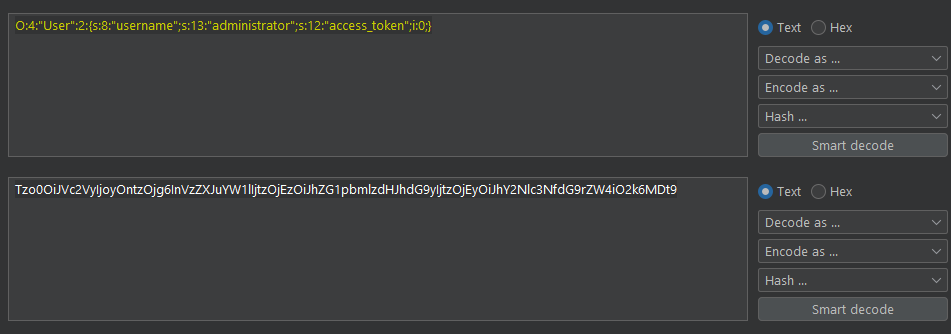 O:4:"User":2:{s:8:"username";s:13:"administrator";s:12:"access_token";i:0;}
Text
Hex
Decode as ...
Encode as ...
Hash ...
Smart decode
Tzo0OiJVc2VyIjoyOntzOjg6InVzZXJuYW1lIjtzOjEzOiJhZG1pbmlzdHJhdG9yIjtzOjEyOiJhY2Nlc3NfdG9rZW4iO2k6MDt9
Text
Hex
Decode as ...
Encode as ...
Hash ...
Smart decode